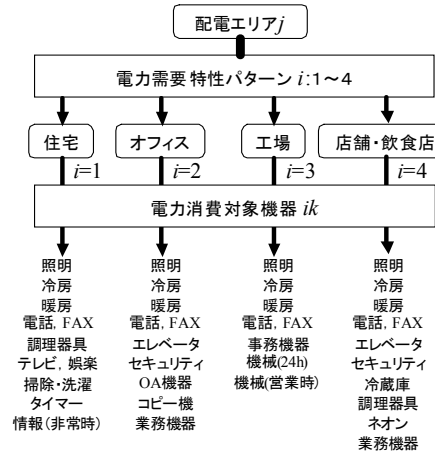 配電エリアj
電力需要 特性パターン i:1～4
住宅
オフィス
工場
店舗・飲食店
i=1
i=2
i=3
i=4
電力消費対象機器 ik
照明
冷房
暖房
電話, FAX
調理器具
テレビ, 娯楽
掃除・洗濯
タイマー
情報(非常時)
照明
冷房
暖房
電話, FAX
エレベータ
セキュリティ
OA機器
コピー機
業務機器
照明
冷房
暖房
電話, FAX
事務機器
機械(24h)
機械(営業時)
照明
冷房
暖房
電話, FAX
エレベータ
セキュリティ
冷蔵庫
調理器具
ネオン
業務機器